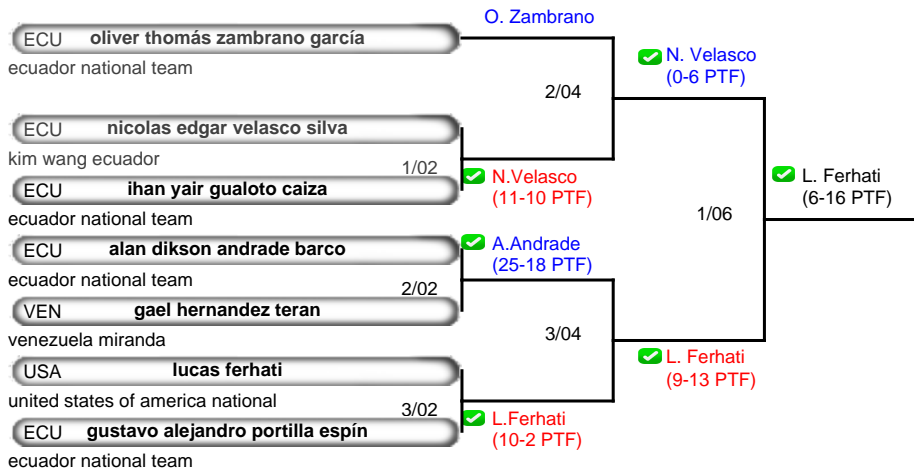 O. Zambrano
ECU oliver thomás zambrano garcía
ecuador national team
N. Velasco
(0-6 PTF)
2/04
ECU nicolas edgar velasco silva
kim wang ecuador
1/02
ECU ihan yair gualoto caiza
ecuador national team
N.Velasco
(11-10 PTF)
L. Ferhati
(6-16 PTF)
1/06
ECU alan dikson andrade barco
ecuador national team
A.Andrade
(25-18 PTF)
2/02
VEN gael hernandez teran
venezuela miranda
3/04
USA lucas ferhati
united states of america national
L. Ferhati
(9-13 PTF)
3/02
ECU gustavo alejandro portilla espín
ecuador national team
L.Ferhati
(10-2 PTF)